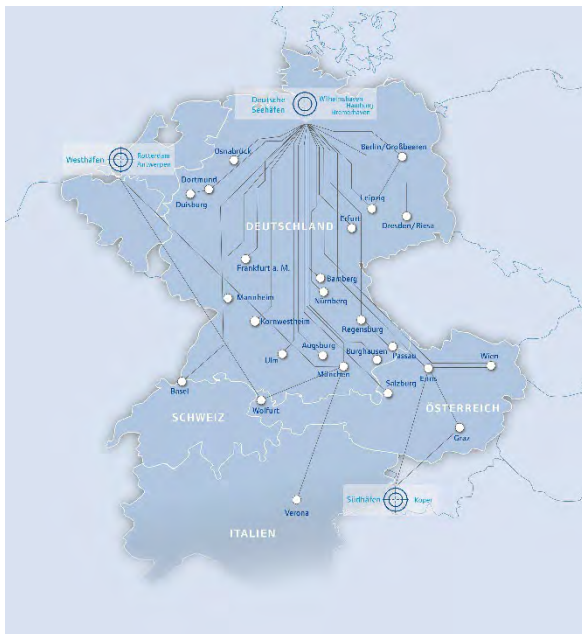 Deutsche
Seehäfen
Wilhelmshaven
Hamburg
Bremerhaven
Westhäfen
Rotterdam
Antwerpen
Osnabrück
Berlin/Großbeeren
Dortmund
Duisburg
Leipzig
DEUTSCHLAND
Erfurt
Dresden/Riesa
Frankfurt a. M.
Bamberg
Mannheim
Nürnberg
Kornwestheim
Regensburg
Augsburg
Burghausen
Passau
Wien
Ulm
München
Enns
Basel
Salzburg
Wolfurt
SCHWEIZ
ÖSTERREICH
Graz
Südhäfen
Koper
Verona
ITALIEN